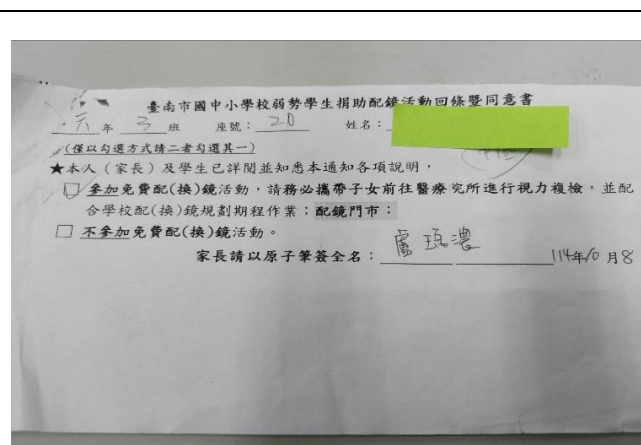 臺南市國中小學校弱勢學生捐助配鏡活動回條暨同意書
六年 3 班 座號：20 姓名：
(僅以勾選方式請二者勾選其一)
★本人（家長）及學生已詳閱並知悉本通知各項說明，
☑ 參加免費配(換)鏡活動，請務必攜帶子女前往醫療院所進行視力複檢，並配
合學校配(換)鏡規劃期程作業；配鏡門市：
□ 不參加免費配(換)鏡活動。
家長請以原子筆簽全名： 114年10月8